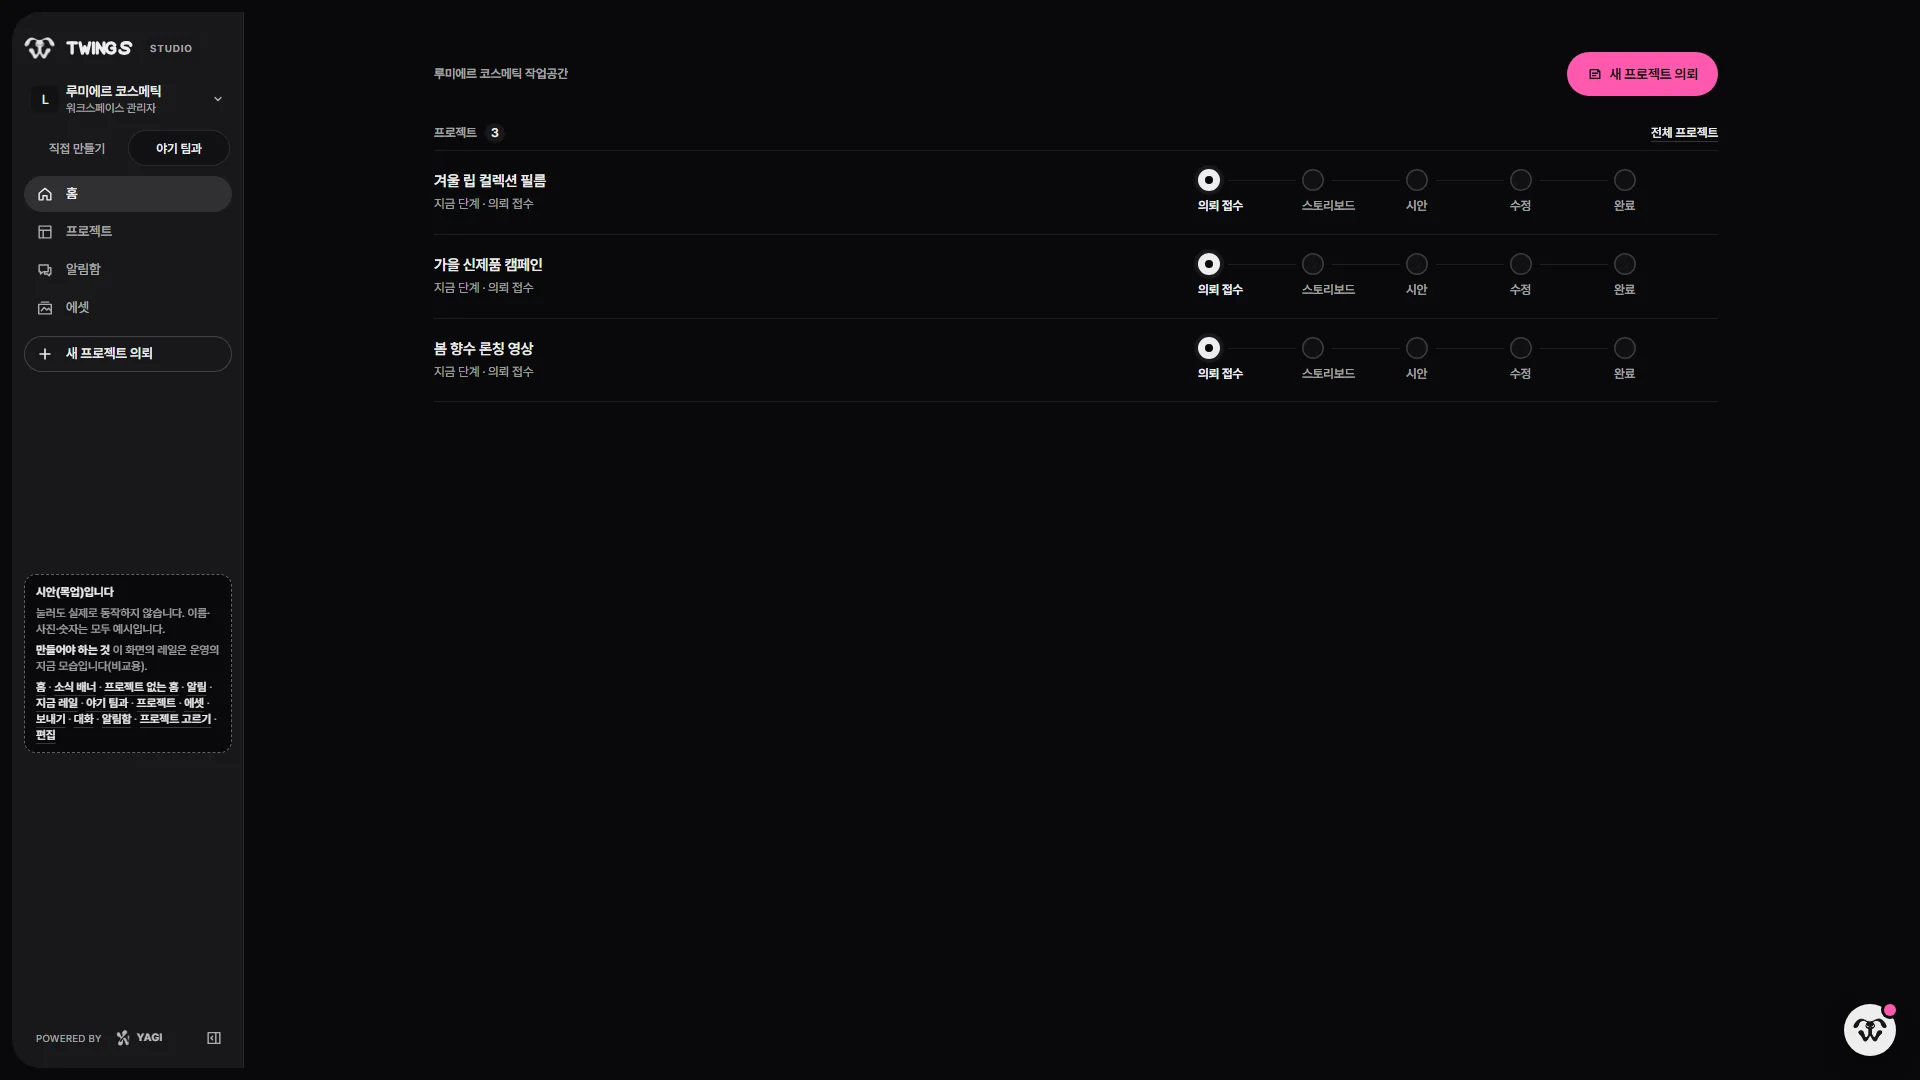 TWINGS STUDIO
L
루미에르 코스메틱
워크스페이스 관리자
직접 만들기
야기 팀과
홈
프로젝트
알림함
에셋
새 프로젝트 의뢰
시안(목업)입니다
눌러도 실제로 동작하지 않습니다. 이름·
사진·숫자는 모두 예시입니다.
만들어야 하는 것 이 화면의 레일은 운영의
지금 모습입니다(비교용).
홈 · 소식 배너 · 프로젝트 없는 홈 · 알림 ·
지금 레일 · 야기 팀과 · 프로젝트 · 에셋 ·
보내기 · 대화 · 알림함 · 프로젝트 고르기 ·
편집
POWERED BY YAGI
루미에르 코스메틱 작업공간
새 프로젝트 의뢰
프로젝트 3
전체 프로젝트
겨울 립 컬렉션 필름
지금 단계 · 의뢰 접수
의뢰 접수 스토리보드 시안 수정 완료
가을 신제품 캠페인
지금 단계 · 의뢰 접수
의뢰 접수 스토리보드 시안 수정 완료
봄 향수 론칭 영상
지금 단계 · 의뢰 접수
의뢰 접수 스토리보드 시안 수정 완료